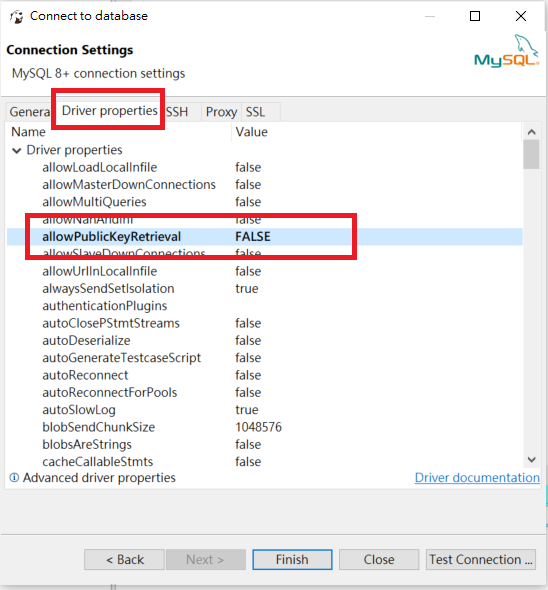 Connect to database
Connection Settings
MySQL 8+ connection settings
MySQL
General Driver properties SSH Proxy SSL
Name Value
Driver properties
allowLoadLocalInfile false
allowMasterDownConnections false
allowMultiQueries false
allowNanAndInf false
allowPublicKeyRetrieval FALSE
allowSlaveDownConnections false
allowUrlInLocalInfile false
alwaysSendSetIsolation true
authenticationPlugins
autoClosePStmtStreams false
autoDeserialize false
autoGenerateTestcaseScript false
autoReconnect false
autoReconnectForPools false
autoSlowLog true
blobSendChunkSize 1048576
blobsAreStrings false
cacheCallableStmts false
Advanced driver properties Driver documentation
< Back Next > Finish Close Test Connection ...